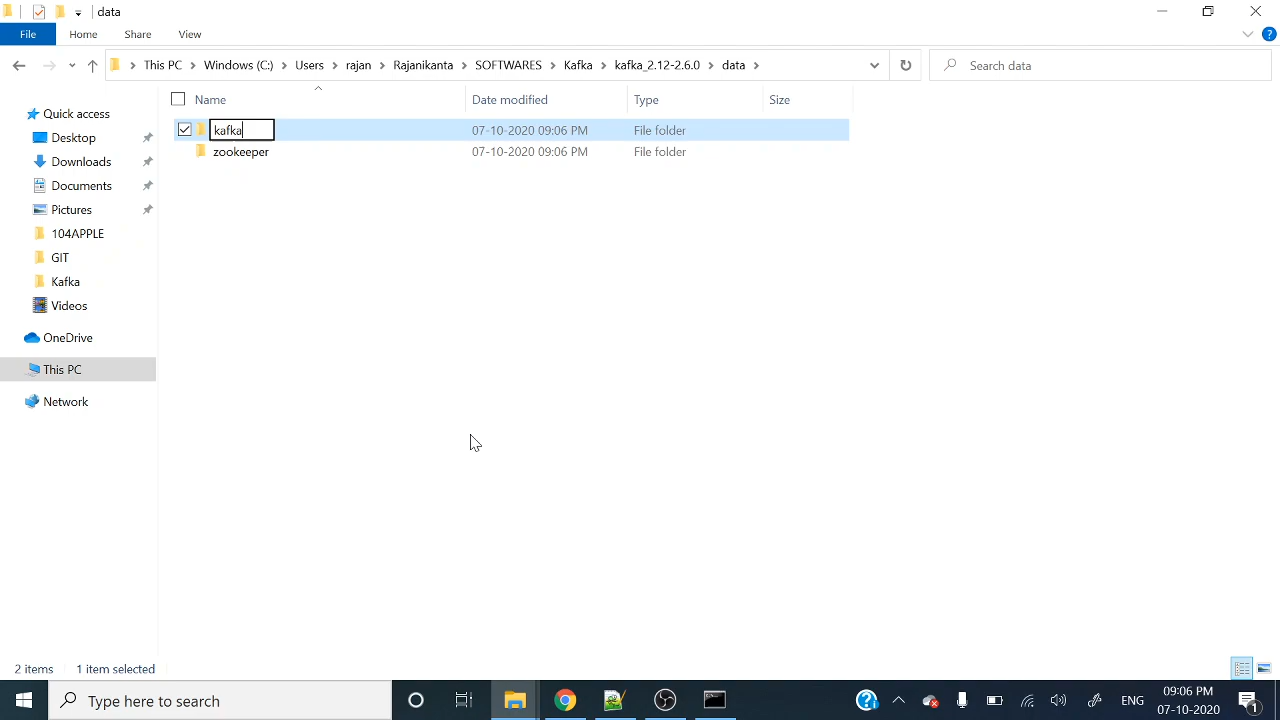 data
File
Home
Share
View
This PC
Windows (C:)
Users
rajan
Rajanikanta
SOFTWARES
Kafka
kafka_2.12-2.6.0
data
Search data
Name
Date modified
Type
Size
Quick access
Desktop
Downloads
Documents
Pictures
104APPLE
GIT
Kafka
Videos
OneDrive
This PC
Network
kafka
07-10-2020 09:06 PM
File folder
zookeeper
07-10-2020 09:06 PM
File folder
2 items
1 item selected
Type here to search
ENG
09:06 PM
07-10-2020
1